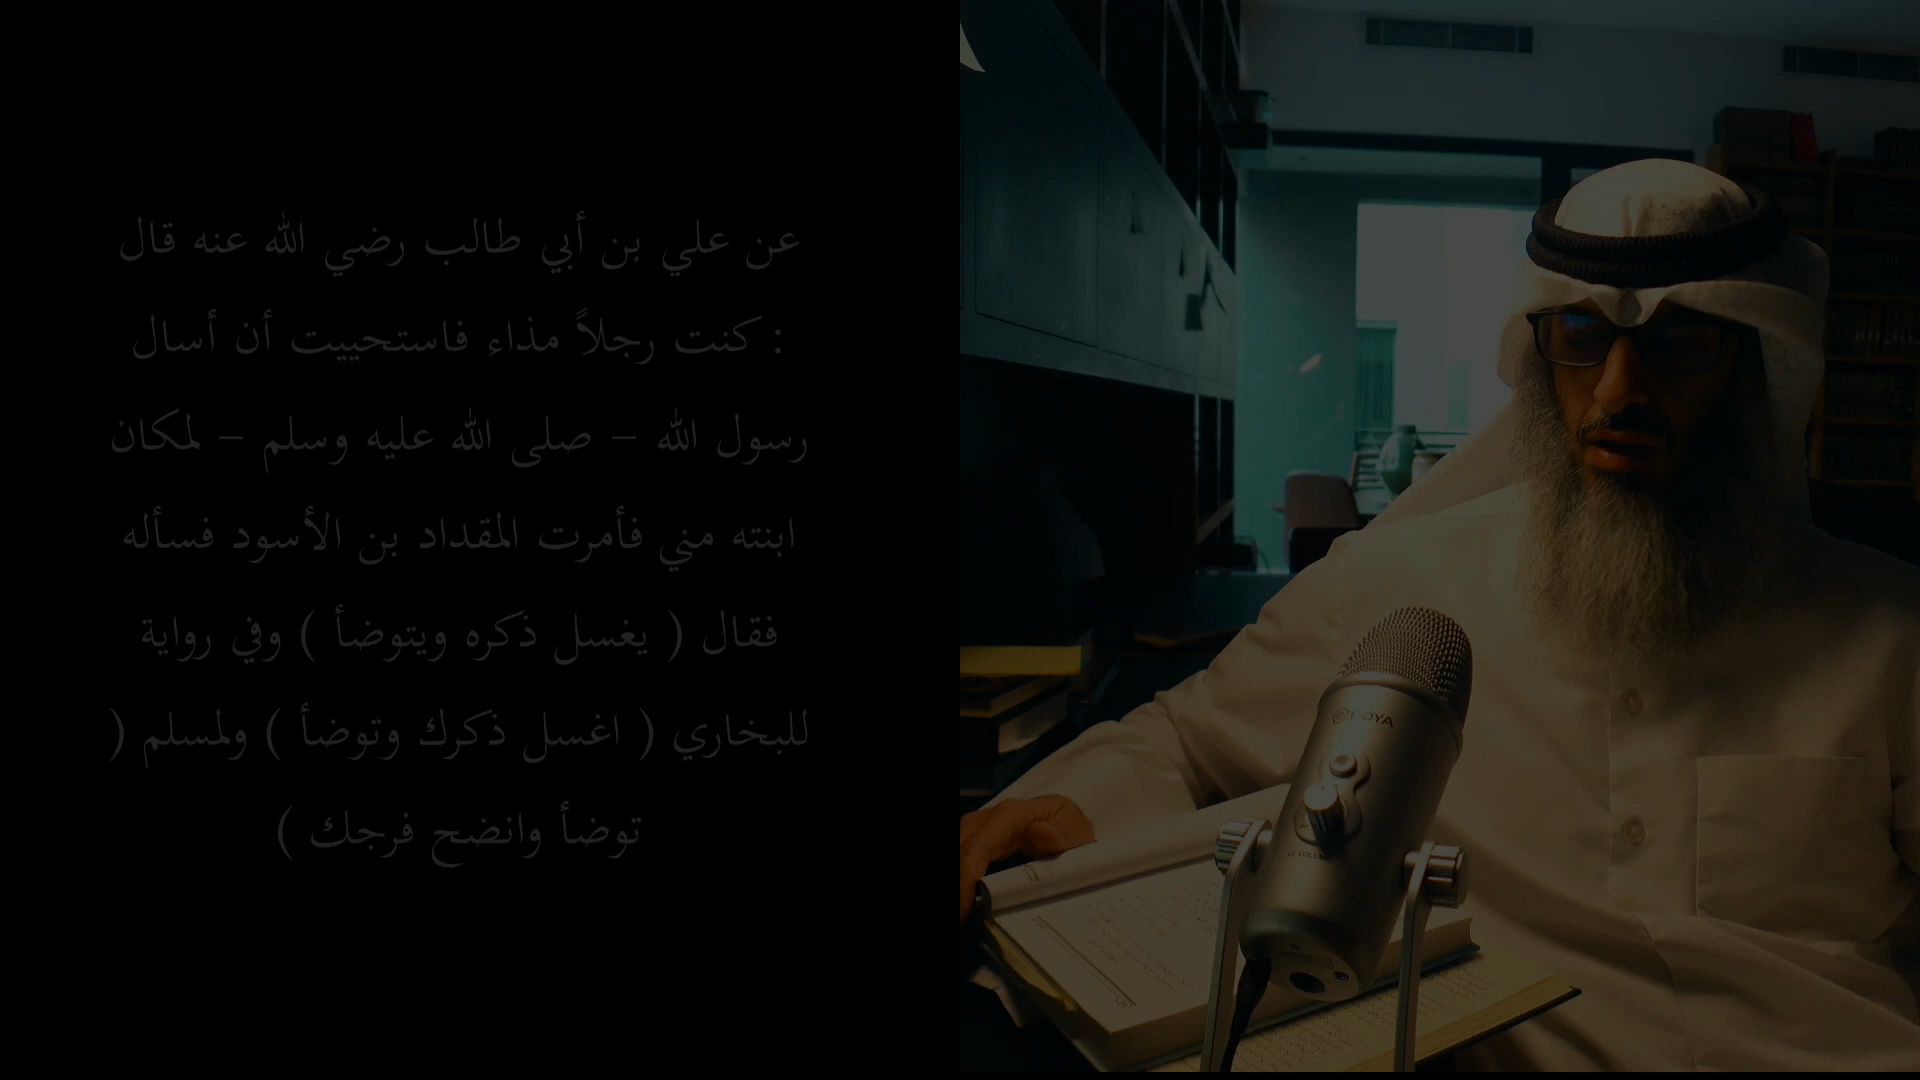 عن علي بن أبي طالب رضي الله عنه قال
: كنت رجلاً مذاء فاستحييت أن أسال
رسول الله – صلى الله عليه وسلم – لمكان
ابنته مني فأمرت المقداد بن الأسود فسأله
فقال ( يغسل ذكره ويتوضأ ) وفي رواية
للبخاري ( اغسل ذكرك وتوضأ ) ولمسلم (
توضأ وانضح فرجك )